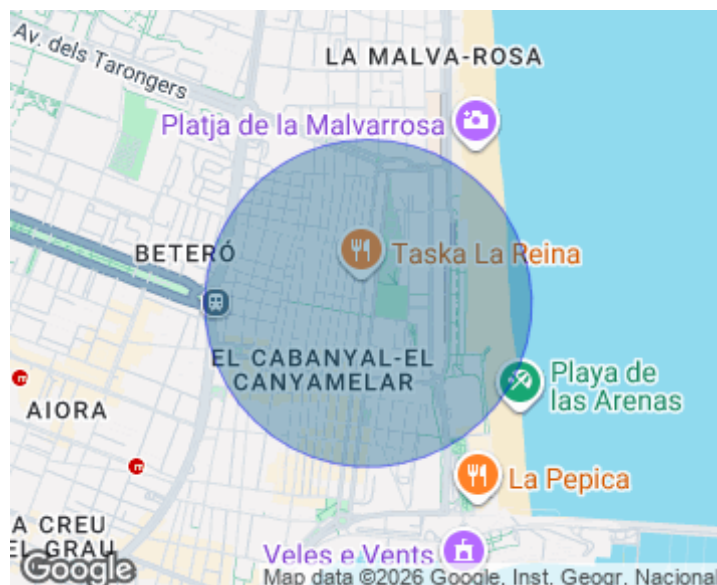 Av. dels Tarongers
LA MALVA-ROSA
Platja de la Malvarrosa
BETERÓ
Taska La Reina
EL CABANYAL-EL
CANYAMELAR
Playa de
las Arenas
AIORA
m
m
La Pepica
A CREU
EL GRAU
Veles e Vents
Google
Map data ©2026 Google, Inst. Geogr. Nacional